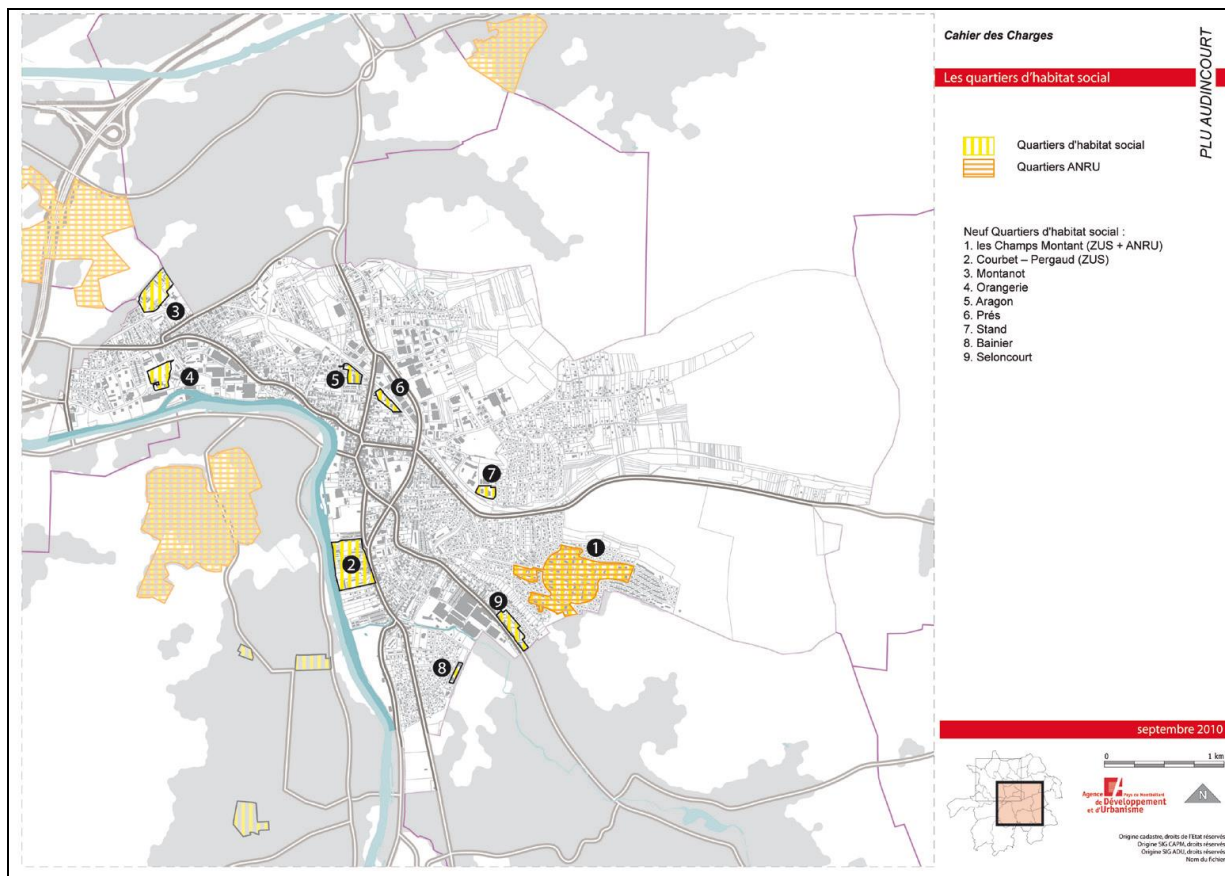 Cahier des Charges
PLU AUDINCOURT
Les quartiers d'habitat social
Quartiers d'habitat social
Quartiers ANRU
Neuf Quartiers d'habitat social :
1. les Champs Montant (ZUS + ANRU)
2. Courbet – Pergaud (ZUS)
3. Montanot
4. Orangerie
5. Aragon
6. Prés
7. Stand
8. Bainier
9. Seloncourt
3
4
5
6
7
1
2
9
8
septembre 2010
0 1 km
Agence Pays de Montbéliard
de Développement
et d'Urbanisme
N
Origine cadastre, droits de l'Etat réservés
Origine SIG CAPM, droits réservés
Origine SIG ADU, droits réservés
Nom du fichier